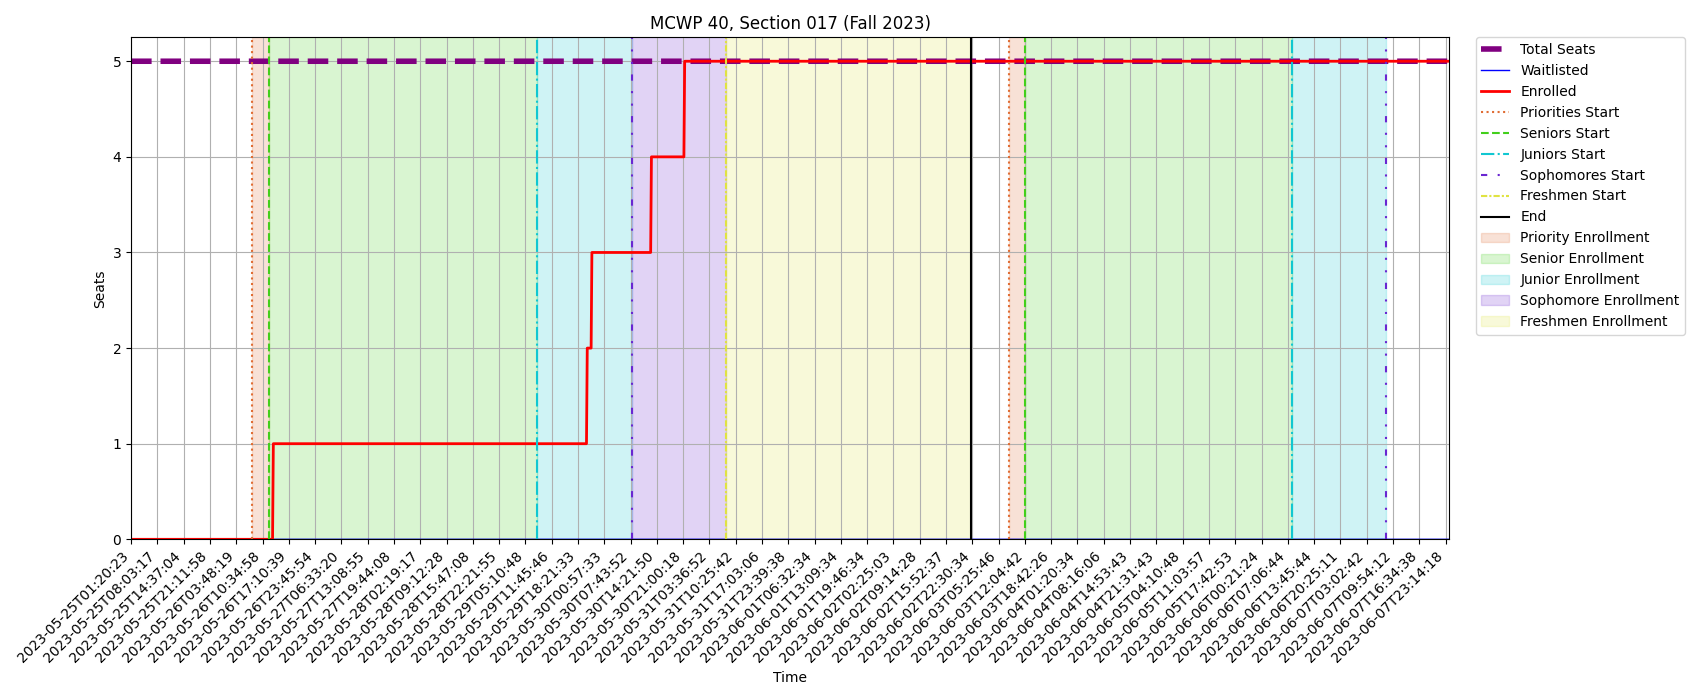 MCWP 40, Section 017 (Fall 2023)
Seats
5
4
3
2
1
0
2023-05-25T01:20:23
2023-05-25T08:03:17
2023-05-25T14:37:04
2023-05-25T21:11:58
2023-05-26T03:48:19
2023-05-26T10:34:58
2023-05-26T17:10:39
2023-05-26T23:45:54
2023-05-27T06:33:20
2023-05-27T13:08:55
2023-05-27T19:44:08
2023-05-28T02:19:17
2023-05-28T09:12:28
2023-05-28T15:47:08
2023-05-28T22:21:55
2023-05-29T05:10:48
2023-05-29T11:45:46
2023-05-29T18:21:33
2023-05-30T00:57:33
2023-05-30T07:43:52
2023-05-30T14:21:50
2023-05-30T21:00:18
2023-05-31T03:36:52
2023-05-31T10:25:42
2023-05-31T17:03:06
2023-05-31T23:39:38
2023-06-01T06:32:34
2023-06-01T13:09:34
2023-06-01T19:46:34
2023-06-02T02:25:03
2023-06-02T09:14:28
2023-06-02T15:52:37
2023-06-02T22:30:34
2023-06-03T05:25:46
2023-06-03T12:04:42
2023-06-03T18:42:26
2023-06-04T01:20:34
2023-06-04T08:16:06
2023-06-04T14:53:43
2023-06-04T21:31:43
2023-06-05T04:10:48
2023-06-05T11:03:57
2023-06-05T17:42:53
2023-06-06T00:21:24
2023-06-06T07:06:44
2023-06-06T13:45:44
2023-06-06T20:25:11
2023-06-07T03:02:42
2023-06-07T09:54:12
2023-06-07T16:34:38
2023-06-07T23:14:18
Time
Total Seats
Waitlisted
Enrolled
Priorities Start
Seniors Start
Juniors Start
Sophomores Start
Freshmen Start
End
Priority Enrollment
Senior Enrollment
Junior Enrollment
Sophomore Enrollment
Freshmen Enrollment